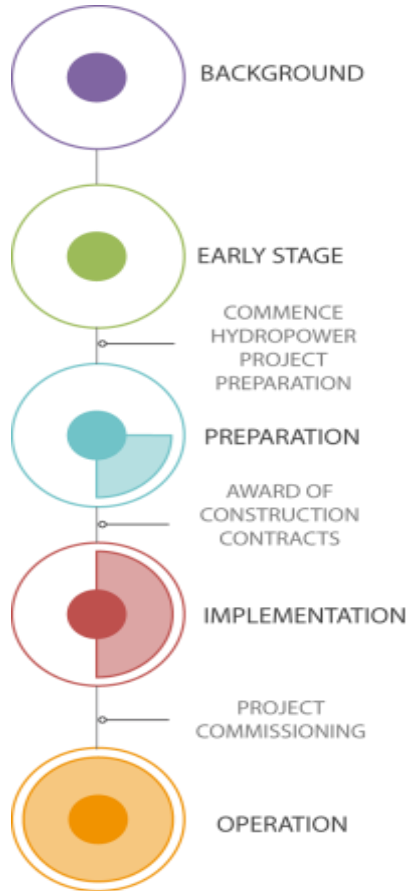 BACKGROUND
EARLY STAGE
COMMENCE
HYDROPOWER
PROJECT
PREPARATION
PREPARATION
AWARD OF
CONSTRUCTION
CONTRACTS
IMPLEMENTATION
PROJECT
COMMISSIONING
OPERATION